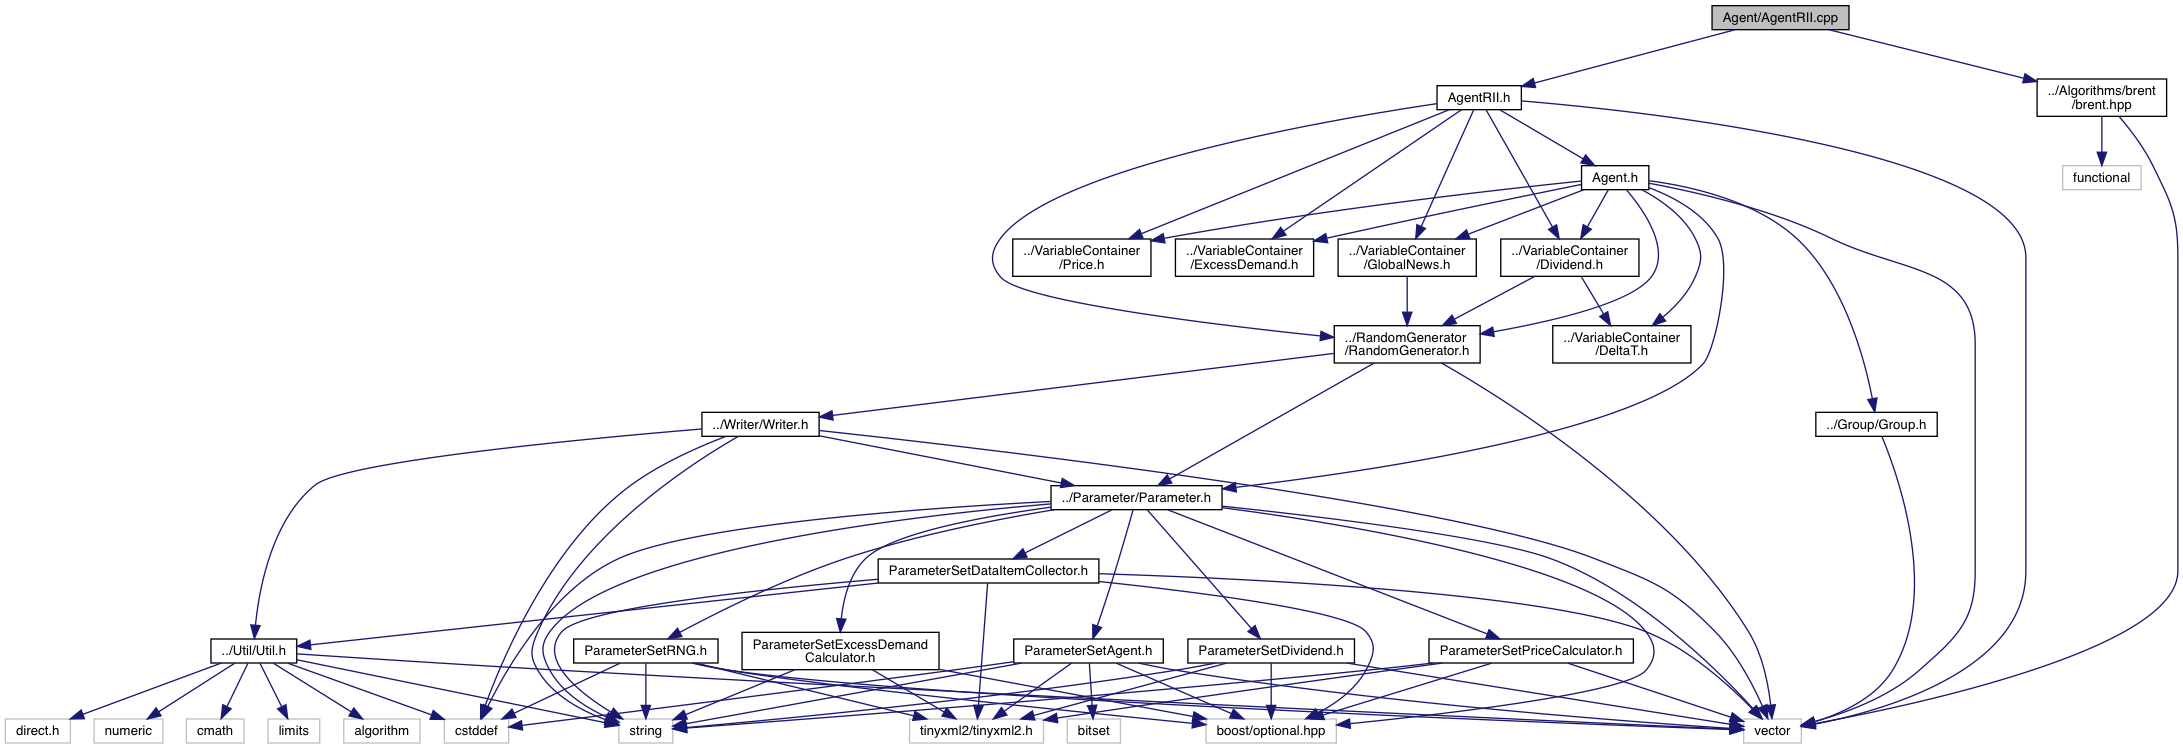 Agent/AgentRII.cpp
AgentRII.h
../Algorithms/brent
/brent.hpp
Agent.h
functional
../VariableContainer
/Price.h
../VariableContainer
/ExcessDemand.h
../VariableContainer
/GlobalNews.h
../VariableContainer
/Dividend.h
../RandomGenerator
/RandomGenerator.h
../VariableContainer
/DeltaT.h
../Writer/Writer.h
../Group/Group.h
../Parameter/Parameter.h
ParameterSetDataItemCollector.h
../Util/Util.h
ParameterSetRNG.h
ParameterSetExcessDemand
Calculator.h
ParameterSetAgent.h
ParameterSetDividend.h
ParameterSetPriceCalculator.h
direct.h
numeric
cmath
limits
algorithm
cstddef
string
tinyxml2/tinyxml2.h
bitset
boost/optional.hpp
vector